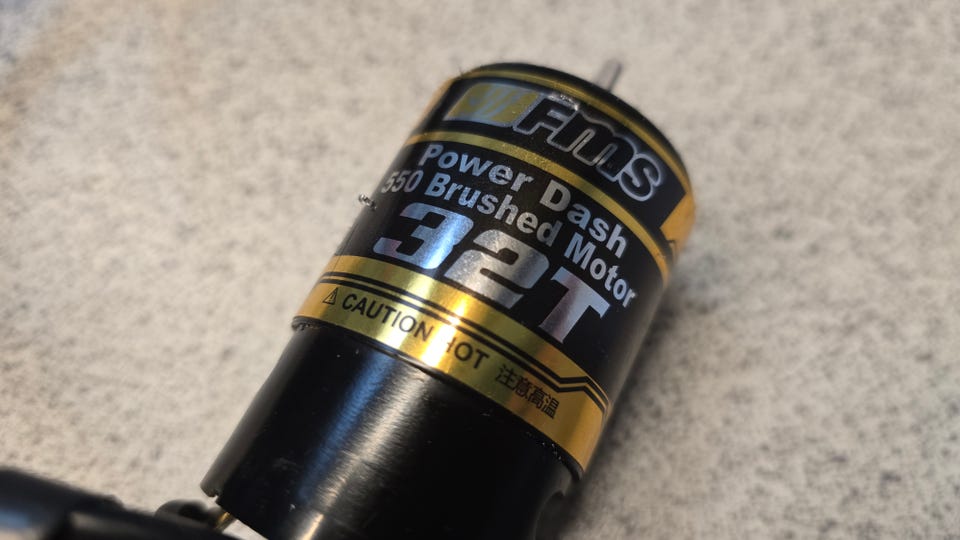 Fms
Power Dash
550 Brushed Motor
32T
⚠ CAUTION HOT 注意高温